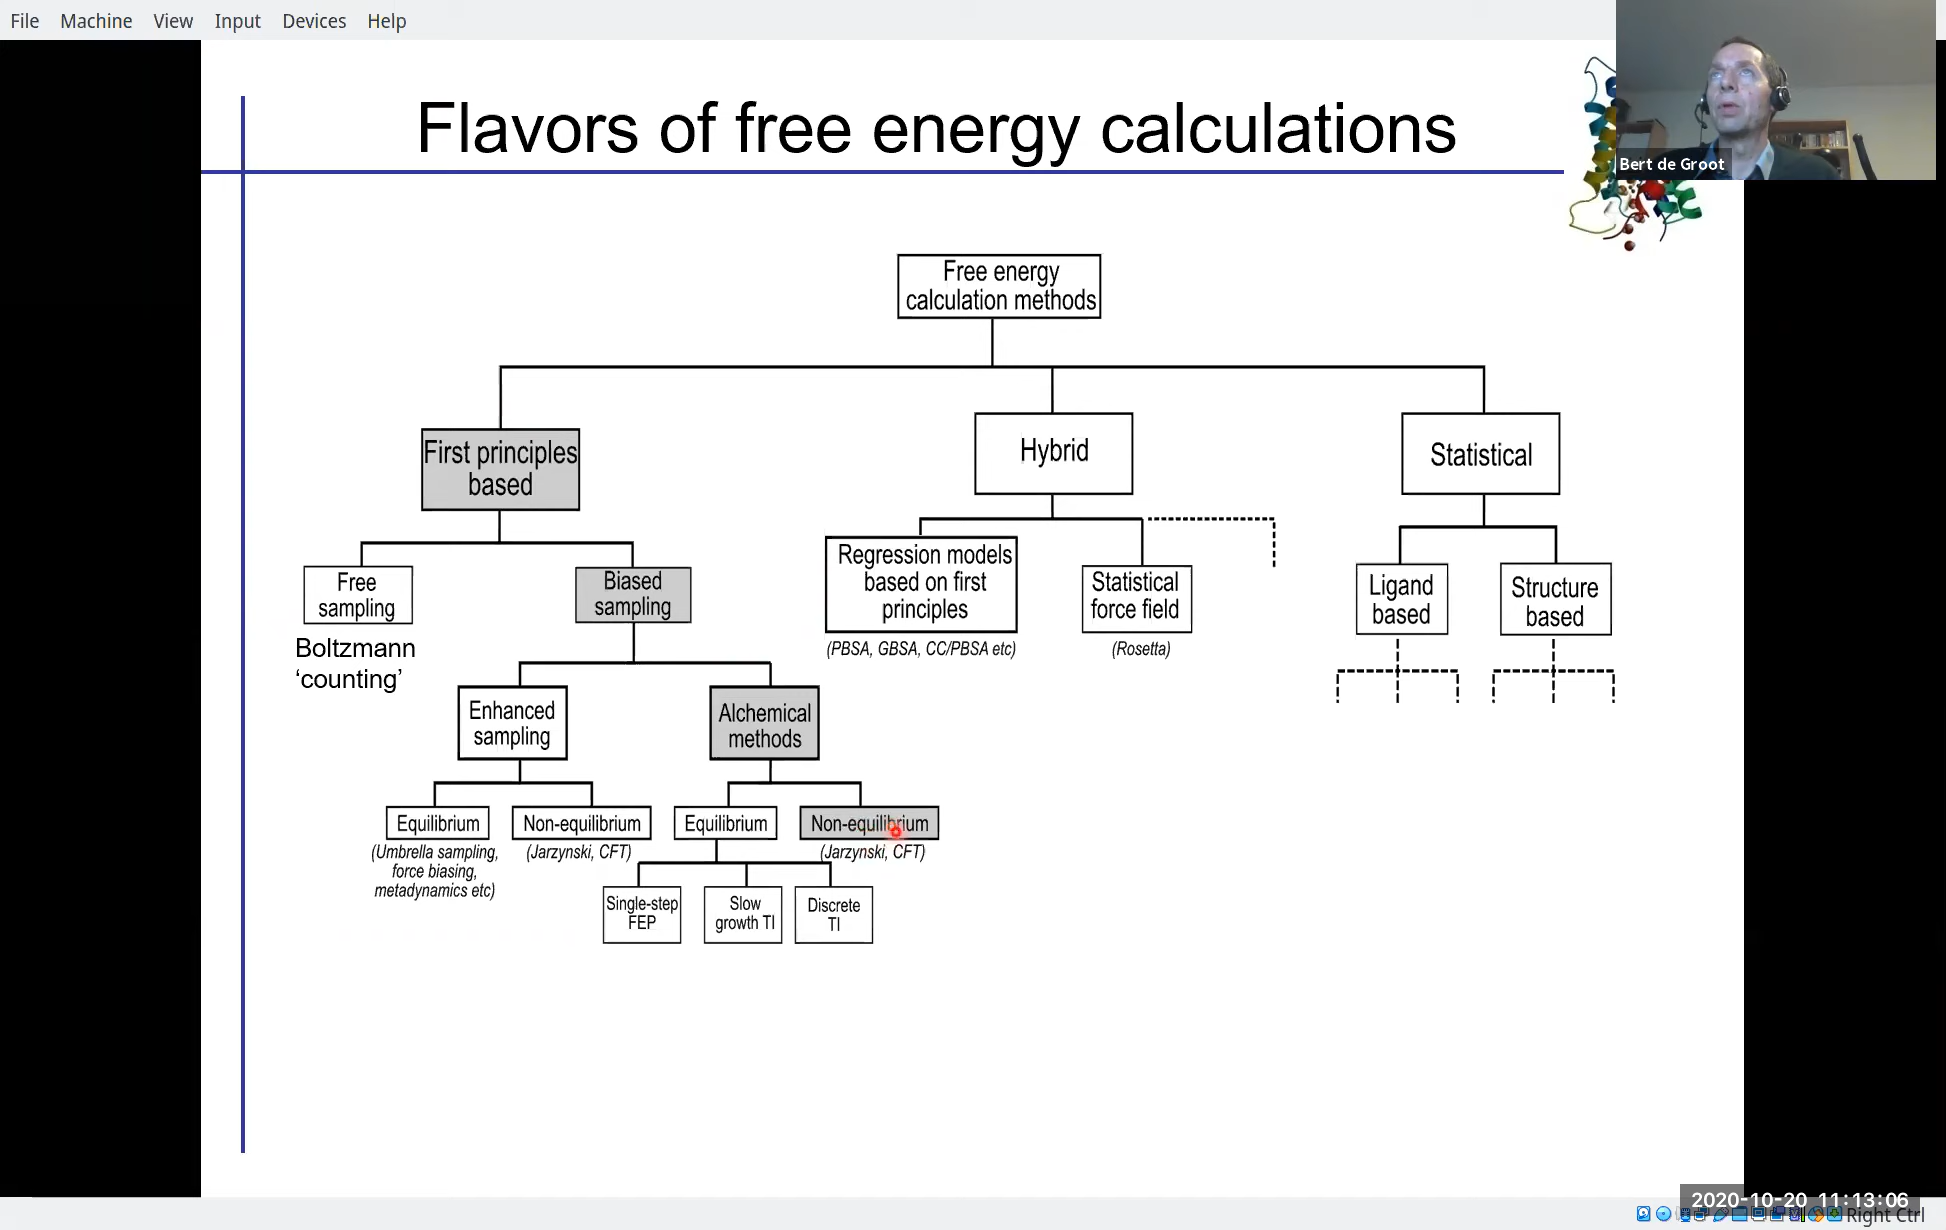 File Machine View Input Devices Help
Flavors of free energy calculations
Bert de Groot
Free energy
calculation methods
First principles
based
Hybrid
Statistical
Free
sampling
Boltzmann
‘counting’
Biased
sampling
Regression models
based on first
principles
(PBSA, GBSA, CC/PBSA etc)
Statistical
force field
(Rosetta)
Ligand
based
Structure
based
Enhanced
sampling
Alchemical
methods
Equilibrium
(Umbrella sampling,
force biasing,
metadynamics etc)
Non-equilibrium
(Jarzynski, CFT)
Equilibrium
Non-equilibrium
(Jarzynski, CFT)
Single-step
FEP
Slow
growth TI
Discrete
TI
2020-10-20 11:13:06
Right Ctrl